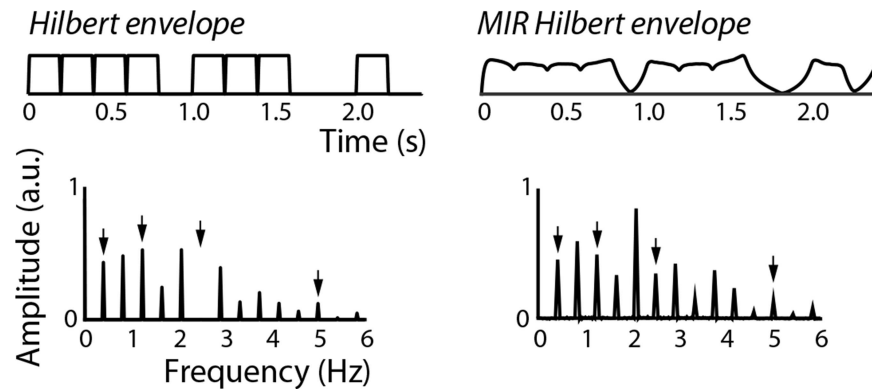 Hilbert envelope
0 0.5 1.0 1.5 2.0
Time (s)
MIR Hilbert envelope
0 0.5 1.0 1.5 2.0
Amplitude (a.u.)
1
0
0 1 2 3 4 5 6
Frequency (Hz)
1
0
0 1 2 3 4 5 6